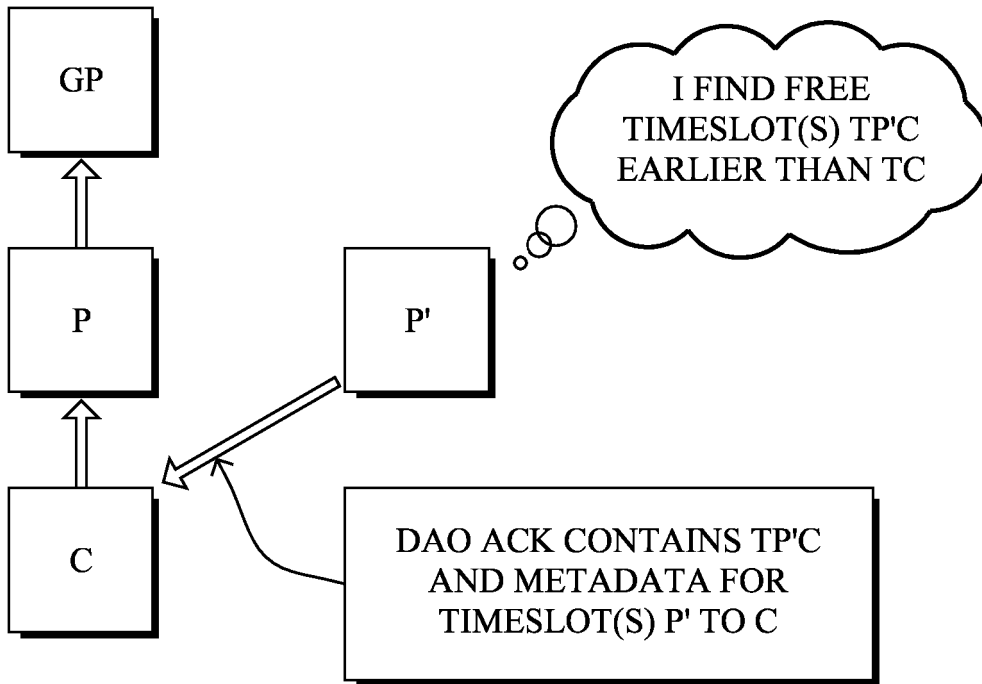 GP
I FIND FREE
TIMESLOT(S) TP'C
EARLIER THAN TC
P
P'
C
DAO ACK CONTAINS TP'C
AND METADATA FOR
TIMESLOT(S) P' TO C